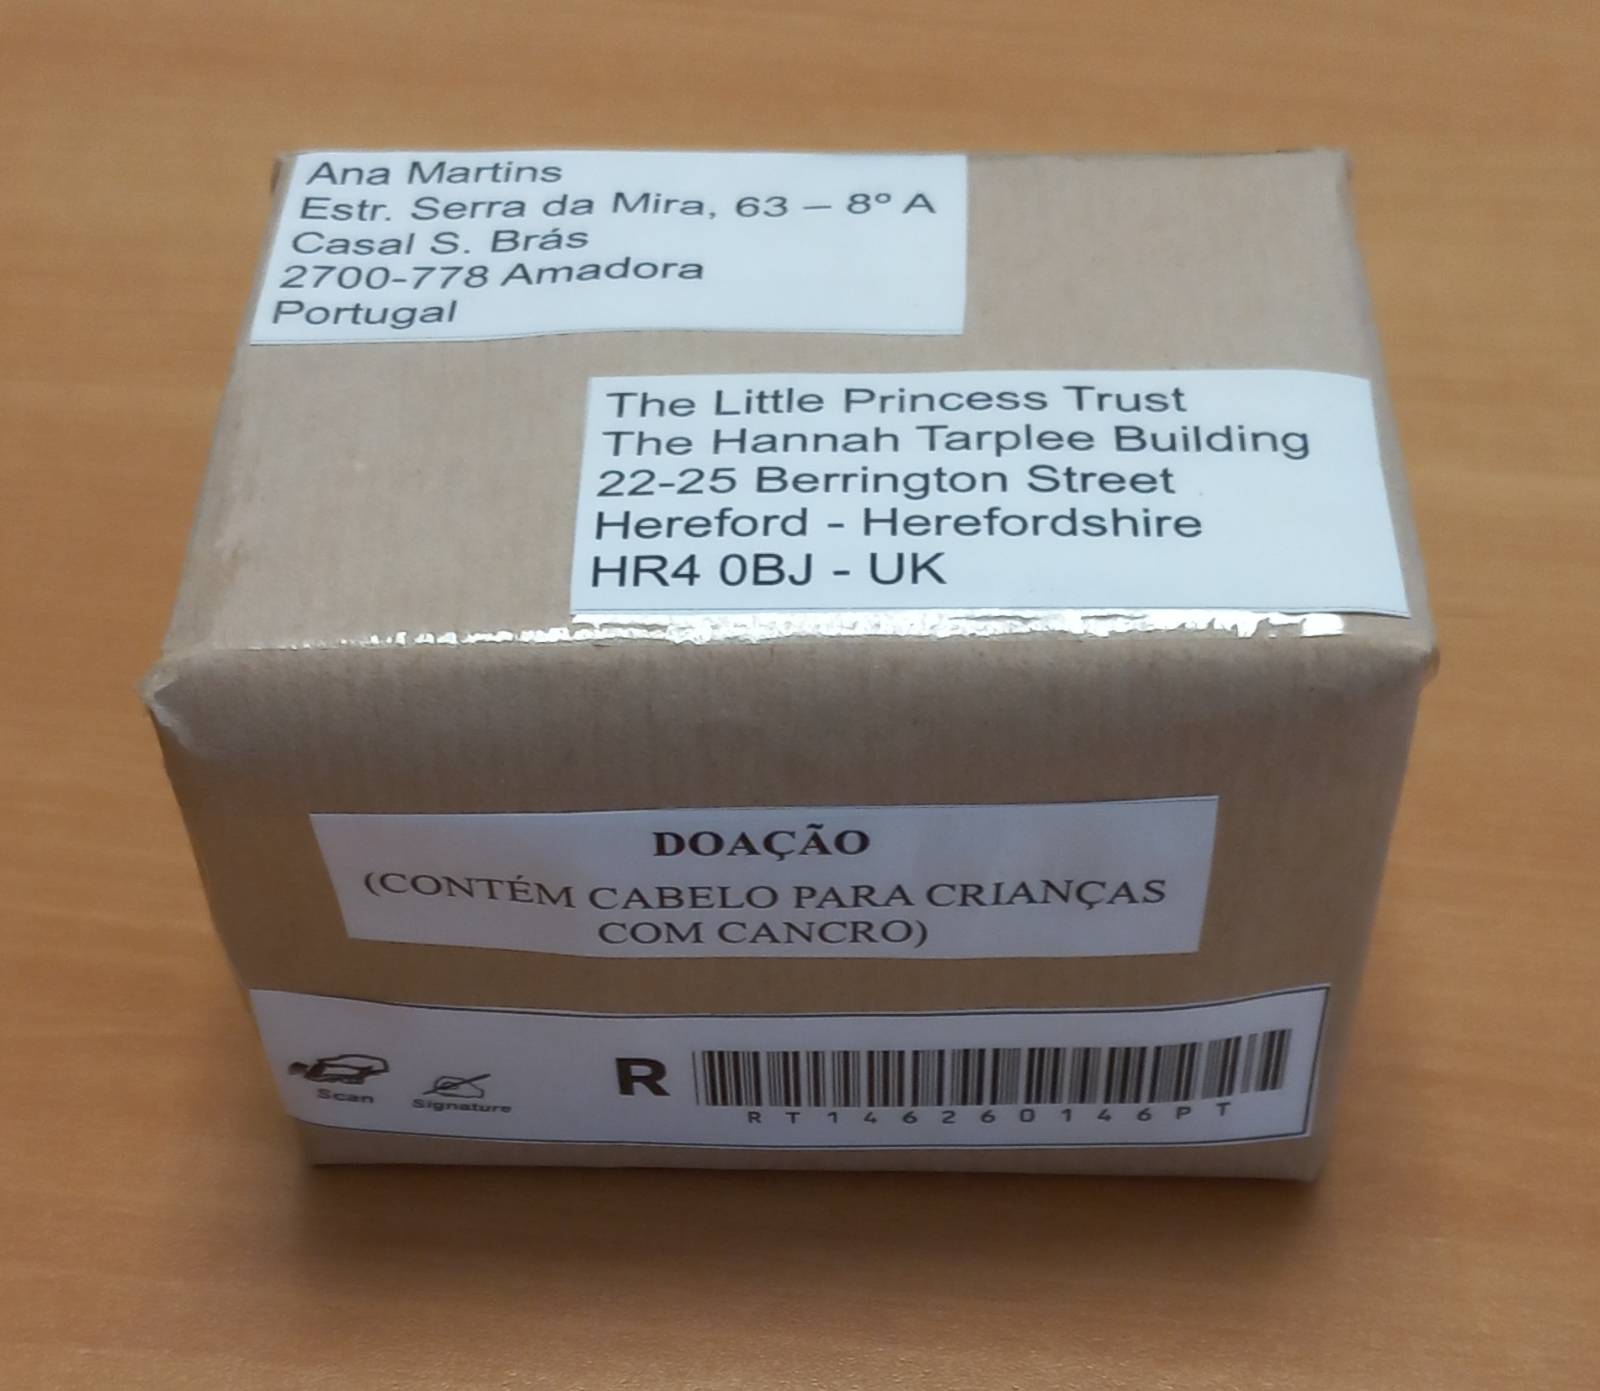 Ana Martins
Estr. Serra da Mira, 63 – 8º A
Casal S. Brás
2700-778 Amadora
Portugal
The Little Princess Trust
The Hannah Tarplee Building
22-25 Berrington Street
Hereford - Herefordshire
HR4 0BJ - UK
DOAÇÃO
(CONTÉM CABELO PARA CRIANÇAS
COM CANCRO)
Scan
Signature
R
RT146260146PT